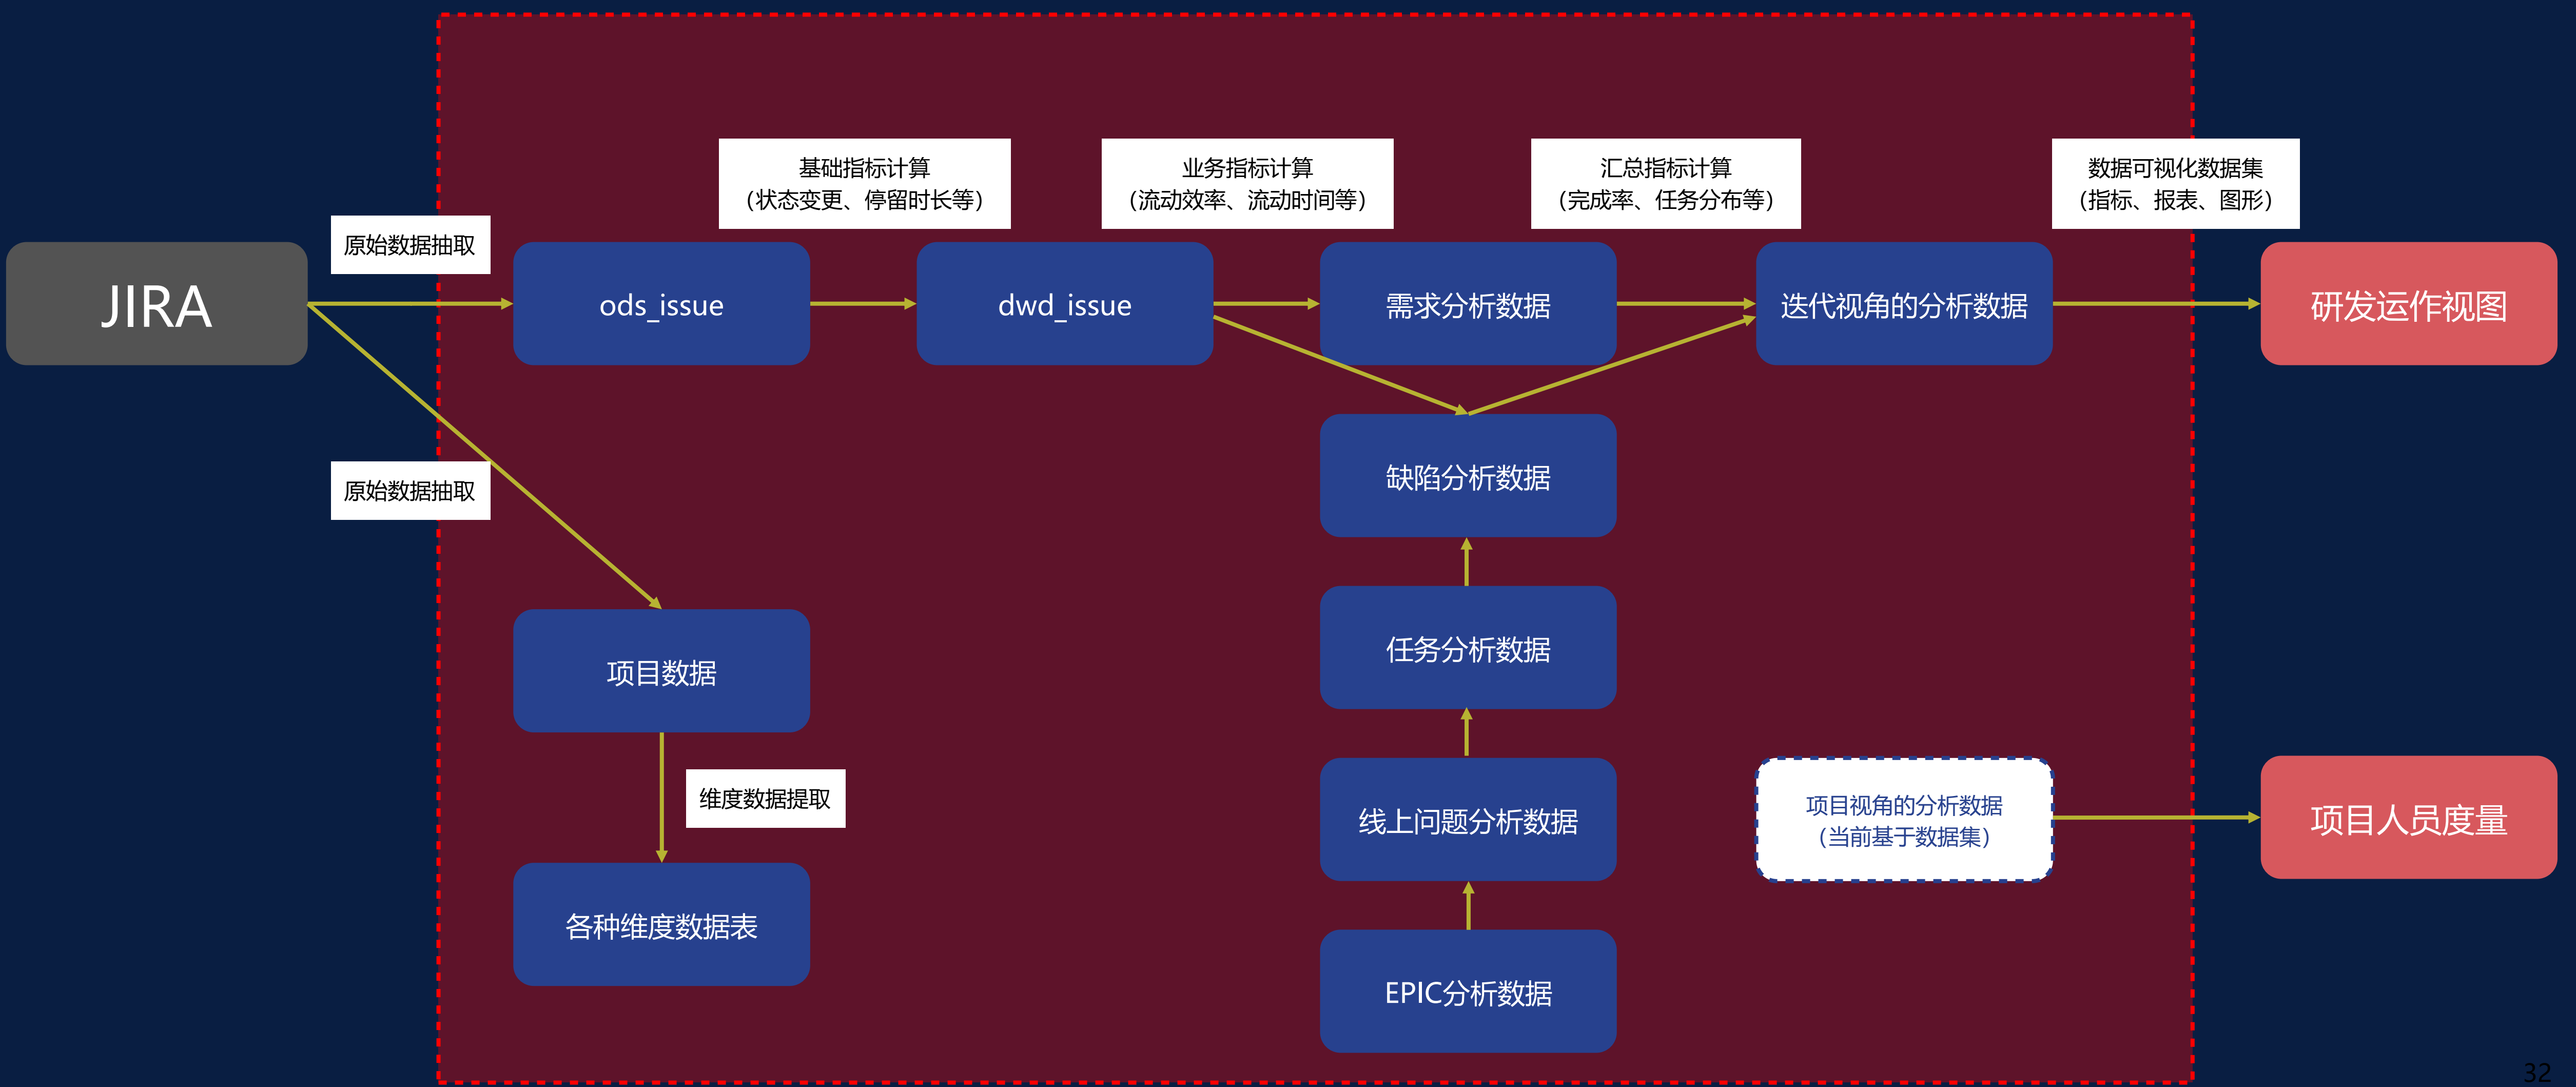 基础指标计算
（状态变更、停留时长等）
业务指标计算
（流动效率、流动时间等）
汇总指标计算
（完成率、任务分布等）
数据可视化数据集
（指标、报表、图形）
原始数据抽取
JIRA
ods_issue
dwd_issue
需求分析数据
迭代视角的分析数据
研发运作视图
缺陷分析数据
原始数据抽取
任务分析数据
项目数据
维度数据提取
线上问题分析数据
项目视角的分析数据
（当前基于数据集）
项目人员度量
各种维度数据表
EPIC分析数据
32